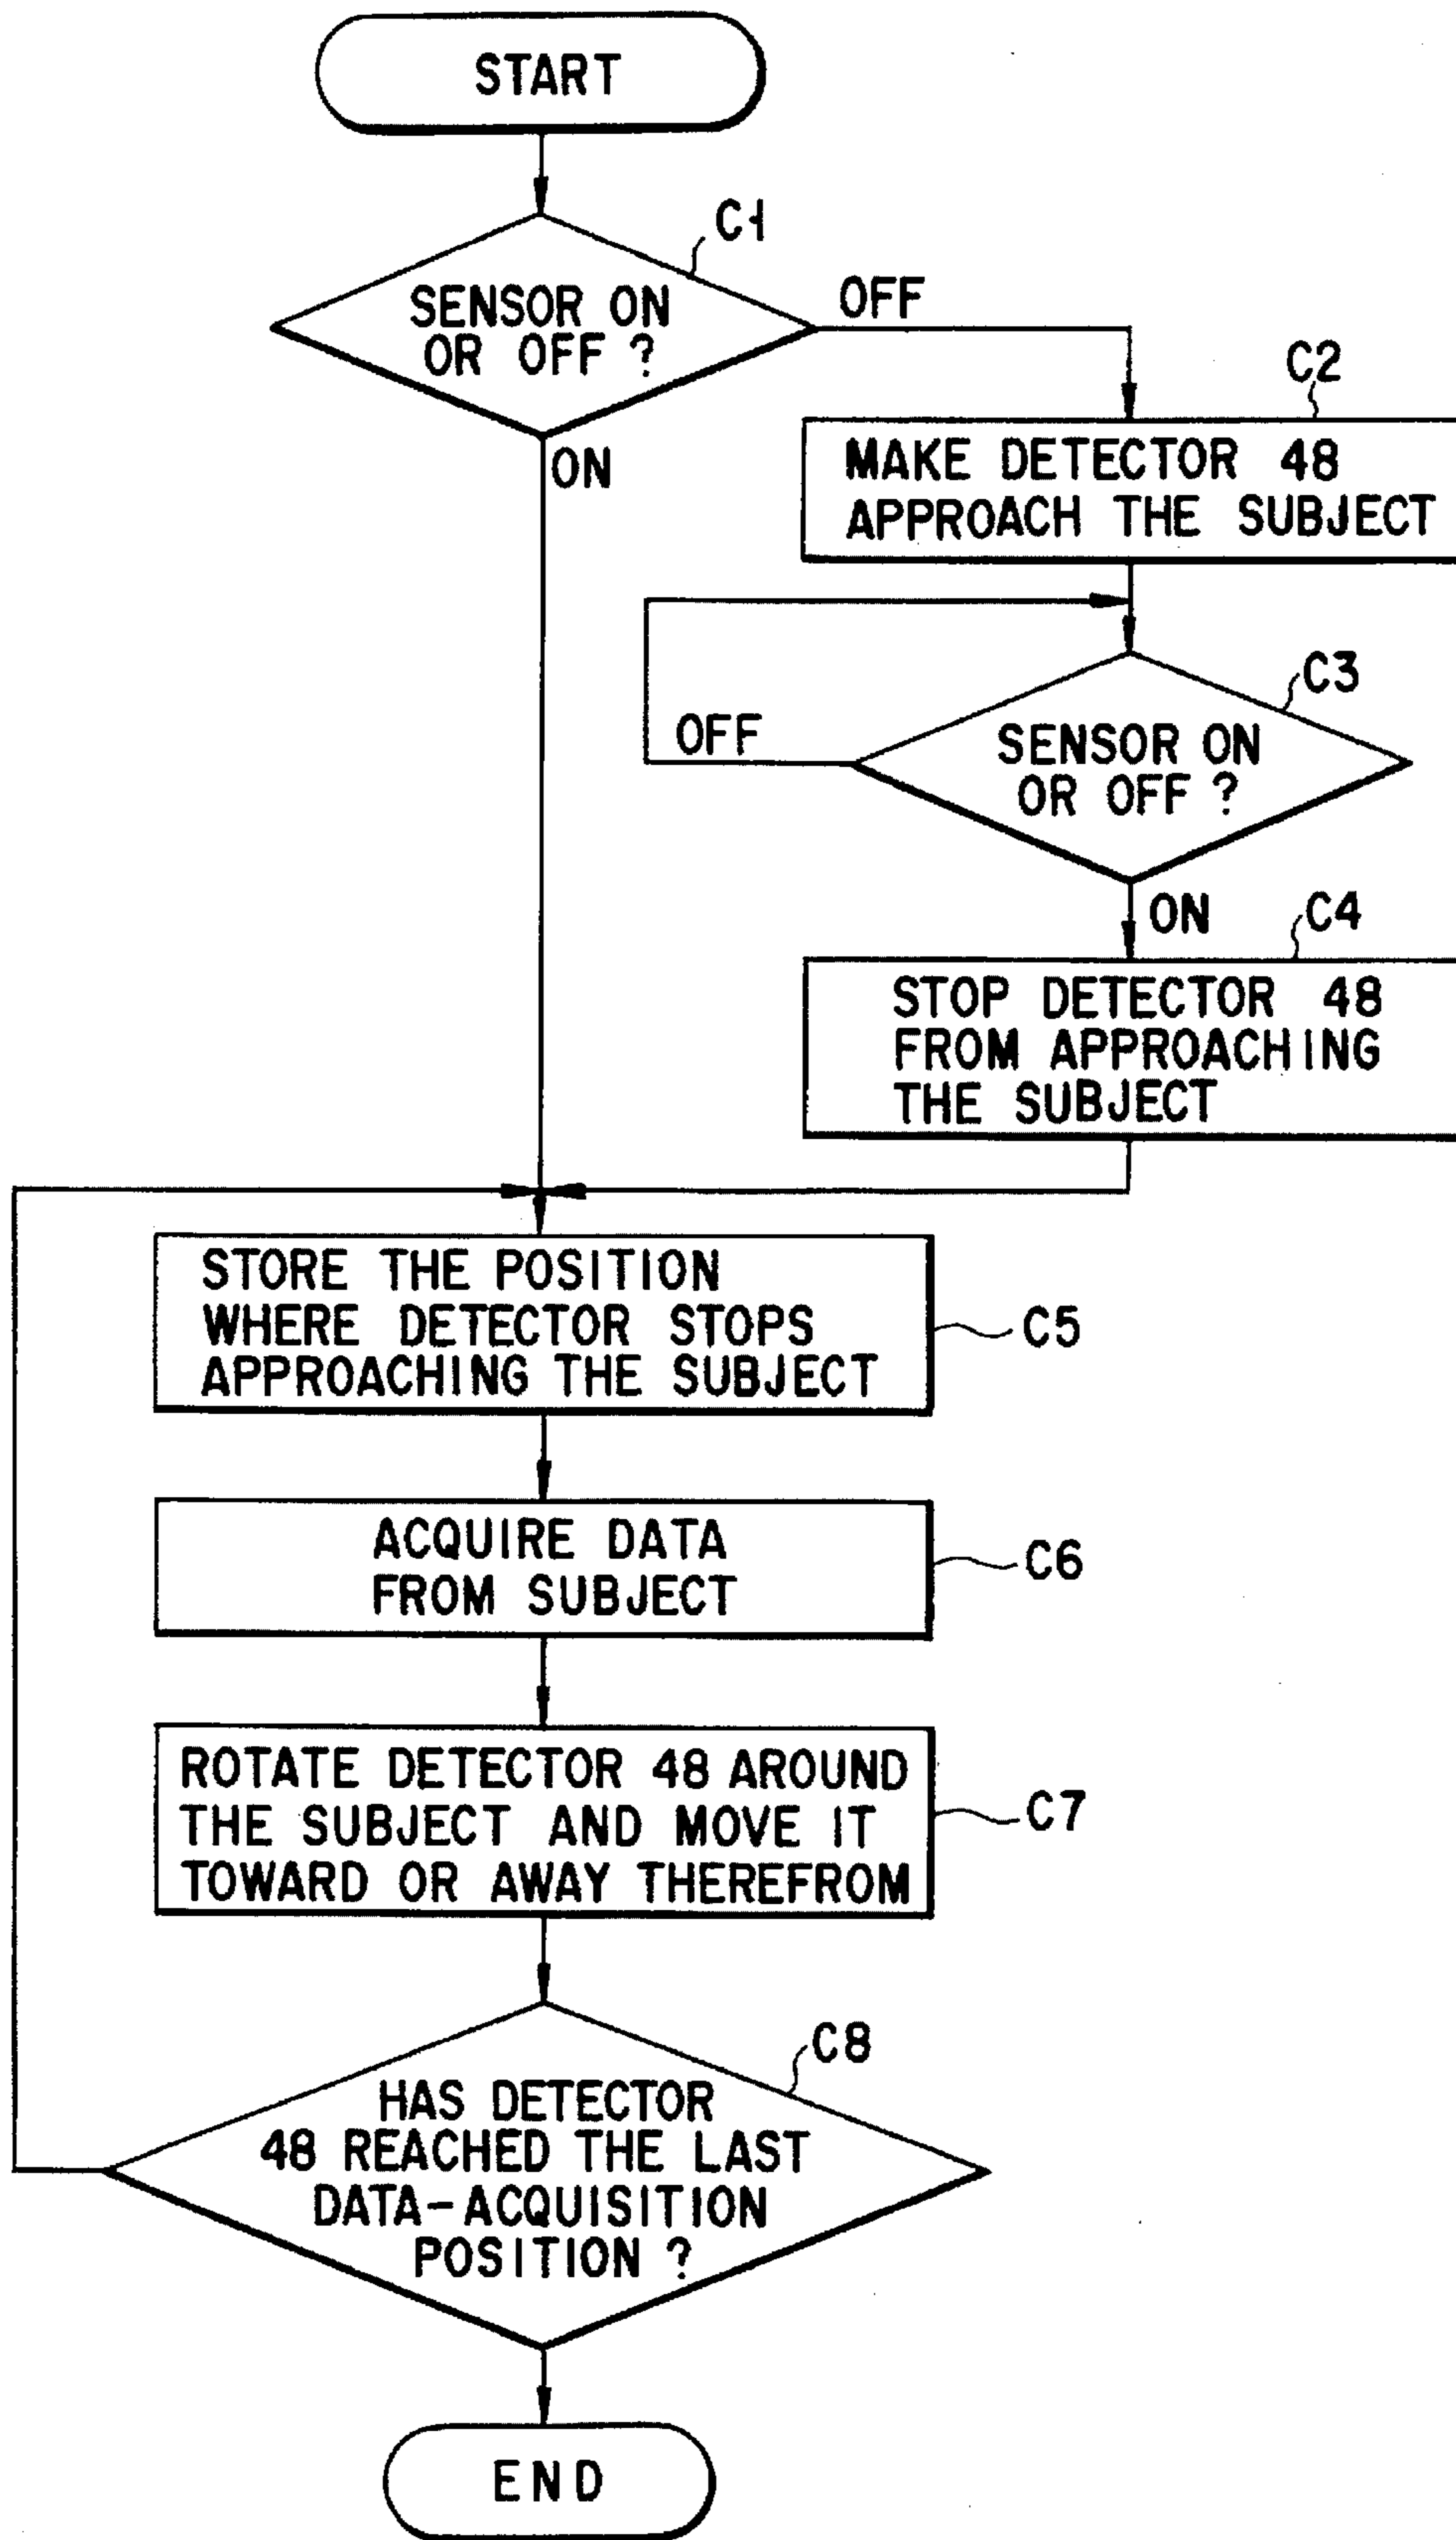 START
C1
SENSOR ON
OR OFF ?
OFF
ON
C2
MAKE DETECTOR 48
APPROACH THE SUBJECT
C3
SENSOR ON
OR OFF ?
OFF
ON
C4
STOP DETECTOR 48
FROM APPROACHING
THE SUBJECT
STORE THE POSITION
WHERE DETECTOR STOPS
APPROACHING THE SUBJECT
C5
ACQUIRE DATA
FROM SUBJECT
C6
ROTATE DETECTOR 48 AROUND
THE SUBJECT AND MOVE IT
TOWARD OR AWAY THEREFROM
C7
C8
HAS DETECTOR
48 REACHED THE LAST
DATA-ACQUISITION
POSITION ?
END